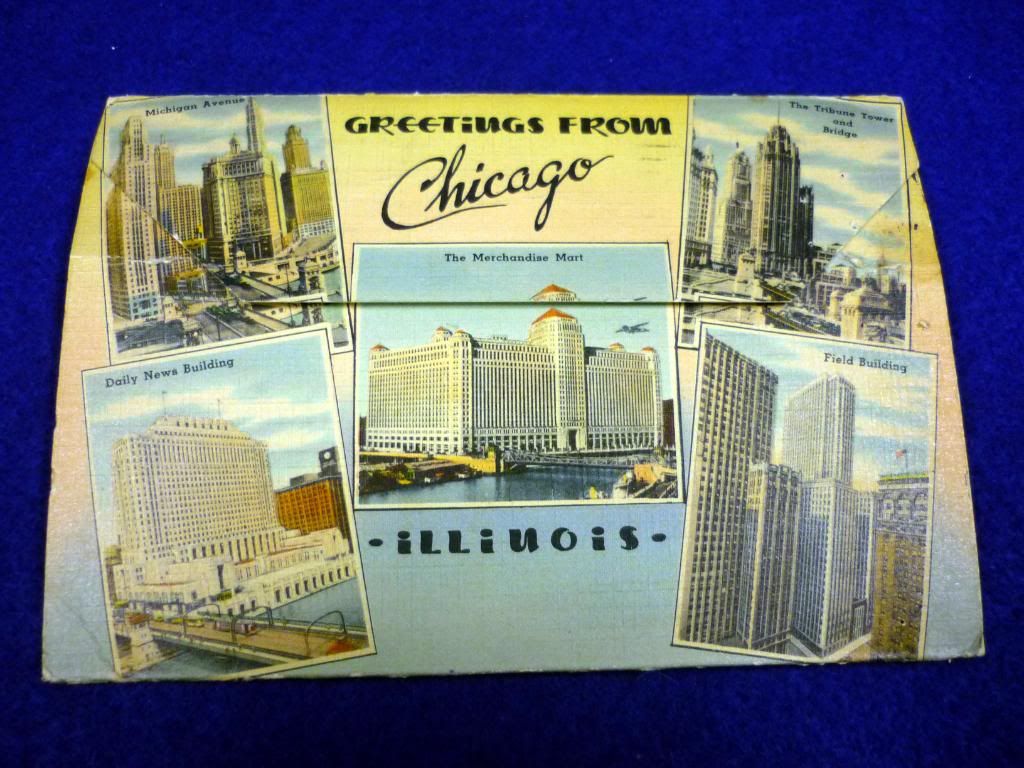 Michigan Avenue
GREETINGS FROM
Chicago
The Tribune Tower
and
Bridge
The Merchandise Mart
Daily News Building
Field Building
-ILLINOIS-